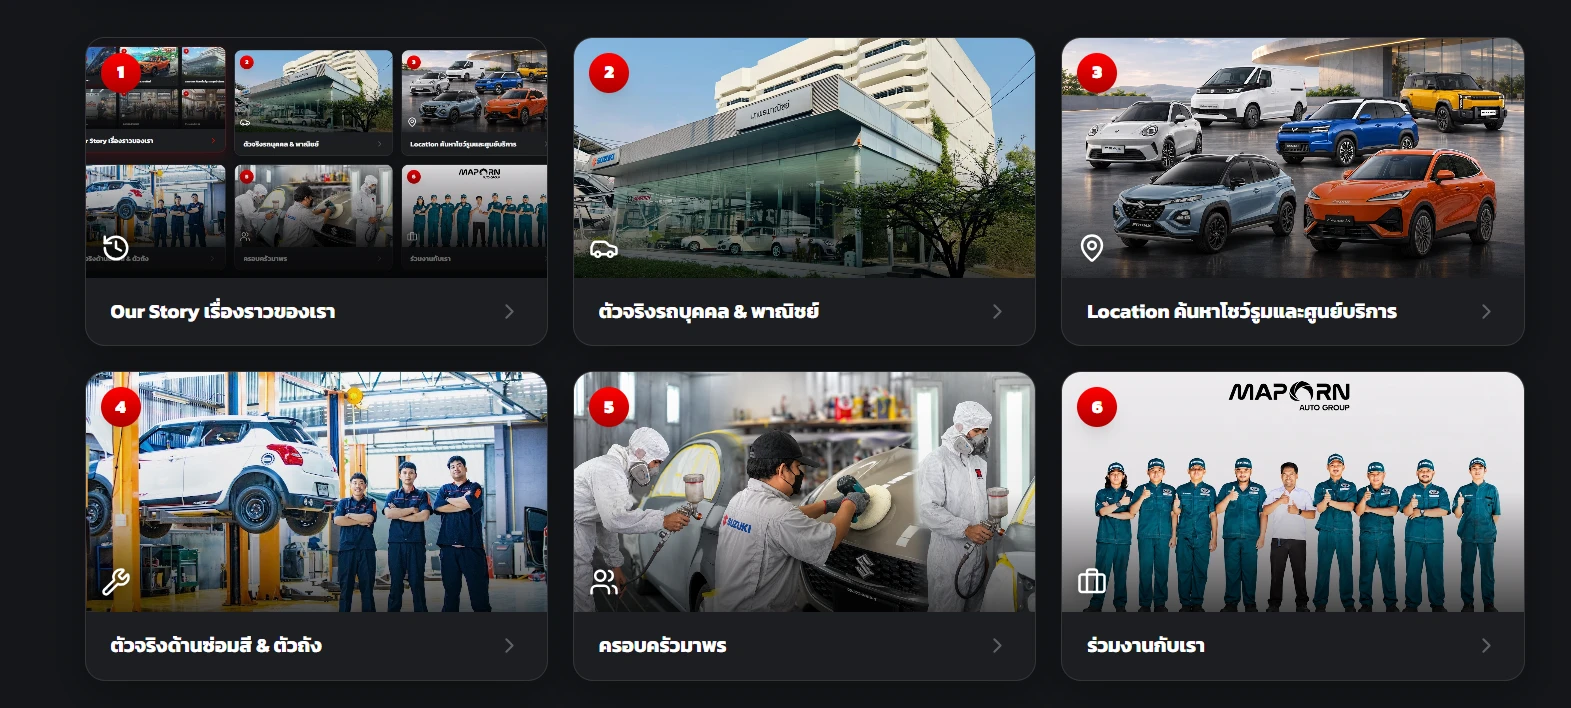 1
2
3
Our Story เรื่องราวของเรา
ตัวจริงรถบุคคล & พาณิชย์
Location ค้นหาโชว์รูมและศูนย์บริการ
4
5
6
MAPORN
AUTO GROUP
SUZUKI
ตัวจริงด้านซ่อมสี & ตัวถัง
ครอบครัวมาพร
ร่วมงานกับเรา